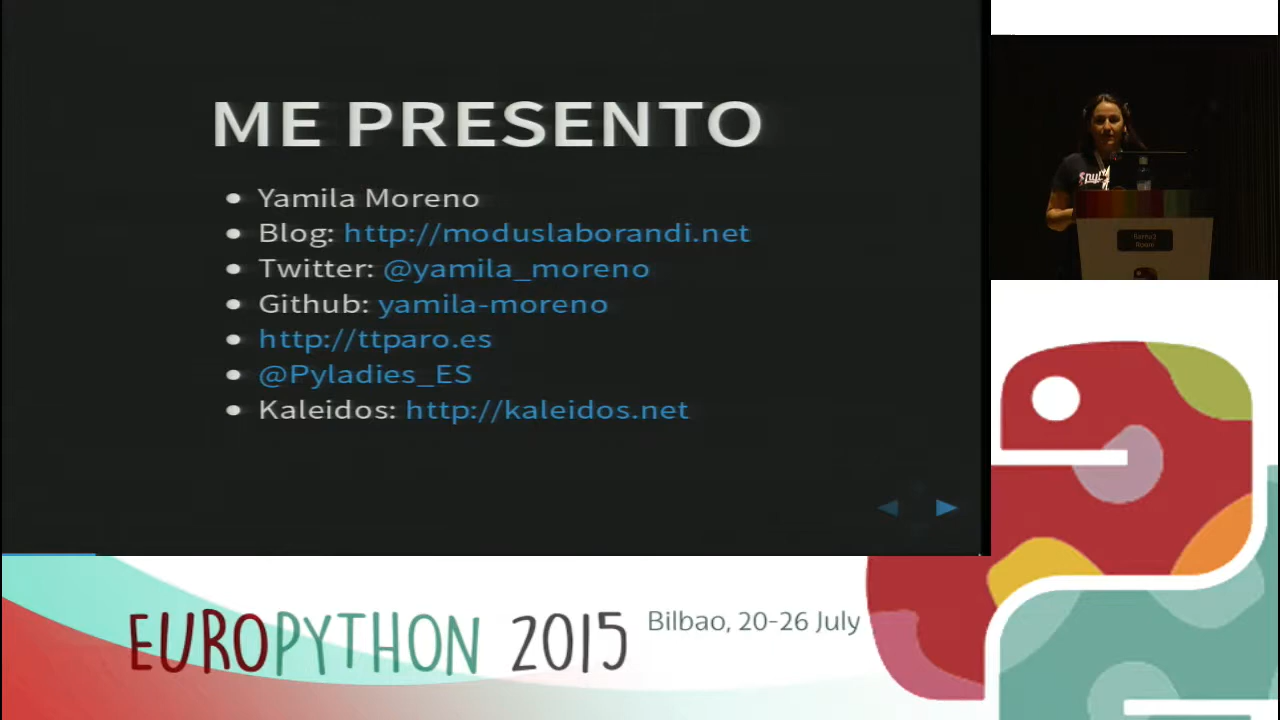 ME PRESENTO
Yamila Moreno
Blog: http://moduslaborandi.net
Twitter: @yamila_moreno
Github: yamila-moreno
http://ttparo.es
@Pyladies_ES
Kaleidos: http://kaleidos.net
EUROPYTHON 2015
Bilbao, 20-26 July
Room